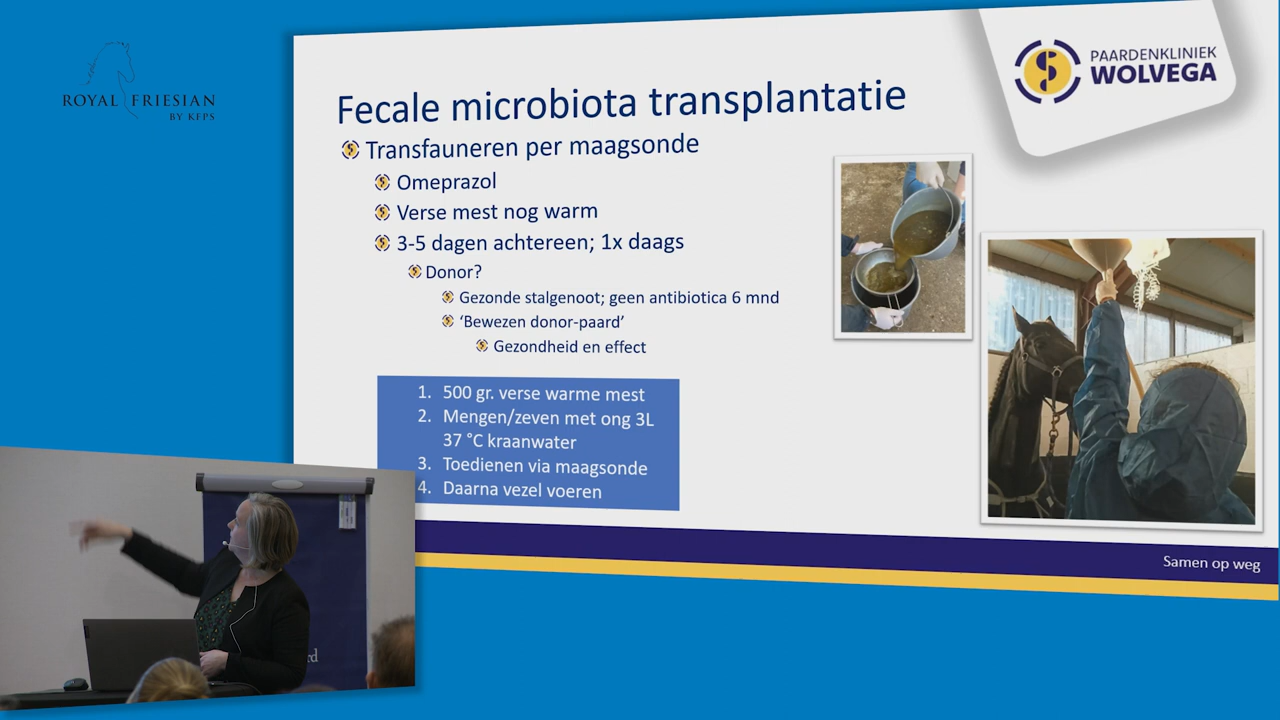 ROYAL FRIESIAN
BY KFPS
PAARDENKLINIEK
WOLVEGA
Fecale microbiota transplantatie
Transfauneren per maagsonde
Omeprazol
Verse mest nog warm
3-5 dagen achtereen; 1x daags
Donor?
Gezonde stalgenoot; geen antibiotica 6 mnd
‘Bewezen donor-paard’
Gezondheid en effect
1. 500 gr. verse warme mest
2. Mengen/zeven met ong 3L
37 °C kraanwater
3. Toedienen via maagsonde
4. Daarna vezel voeren
Samen op weg